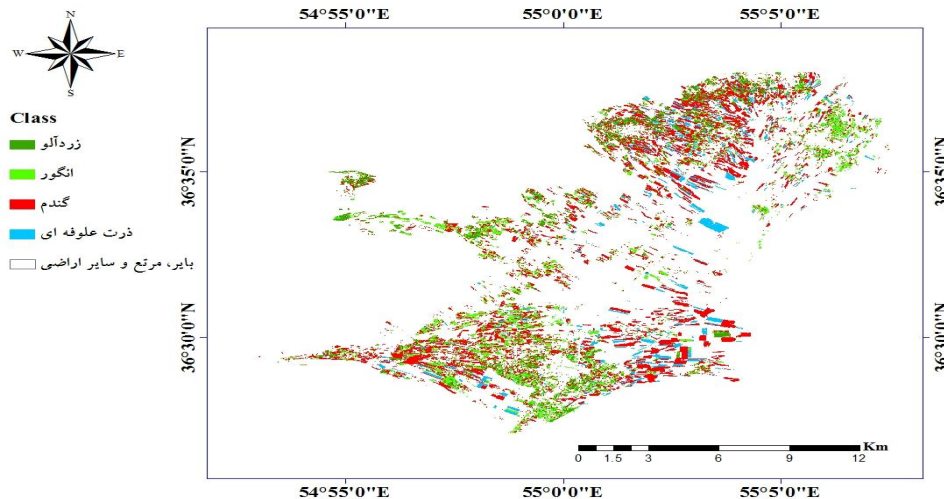 54°55'0"E 55°0'0"E 55°5'0"E
N
W E
S
Class
زردآلو
انگور
گندم
ذرت علوفه ای
بایر، مرتع و سایر اراضی
36°35'0"N 36°35'0"N
36°30'0"N 36°30'0"N
Km
0 1.5 3 6 9 12
54°55'0"E 55°0'0"E 55°5'0"E